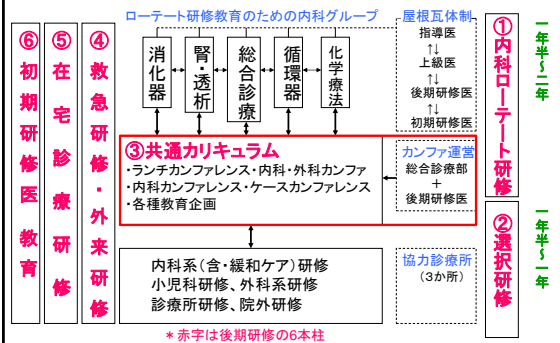 ⑥初期研修医教育
⑤在宅診療研修
④救急研修・外来研修
ローテート研修教育のための内科グループ
消化器
腎・透析
総合診療
循環器
化学療法
屋根瓦体制
指導医
↑↓
上級医
↑↓
後期研修医
↑↓
初期研修医
①内科ローテート研修
一年半~二年
③共通カリキュラム
・ランチカンファレンス・内科・外科カンファ
・内科カンファレンス・ケースカンファレンス
・各種教育企画
カンファ運営
総合診療部
+
後期研修医
②選択研修
一年半~一年
内科系(含・緩和ケア)研修
小児科研修、外科系研修
診療所研修、院外研修
協力診療所
(3か所)
*赤字は後期研修の6本柱